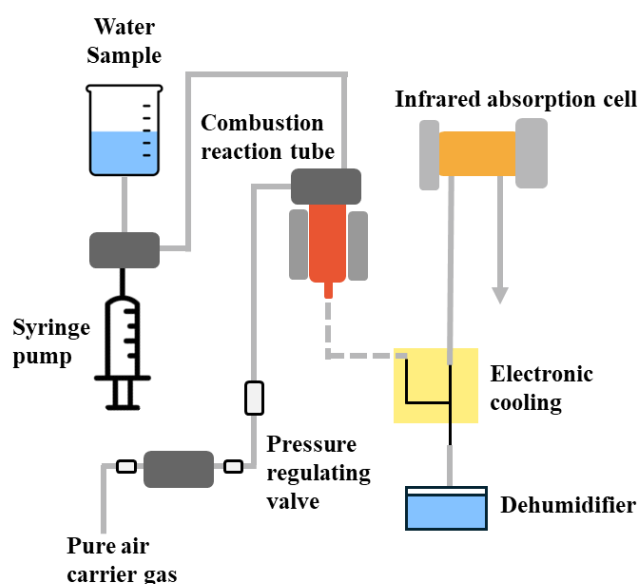 Water
Sample
Infrared absorption cell
Combustion
reaction tube
Syringe
pump
Electronic
cooling
Pressure
regulating
valve
Dehumidifier
Pure air
carrier gas